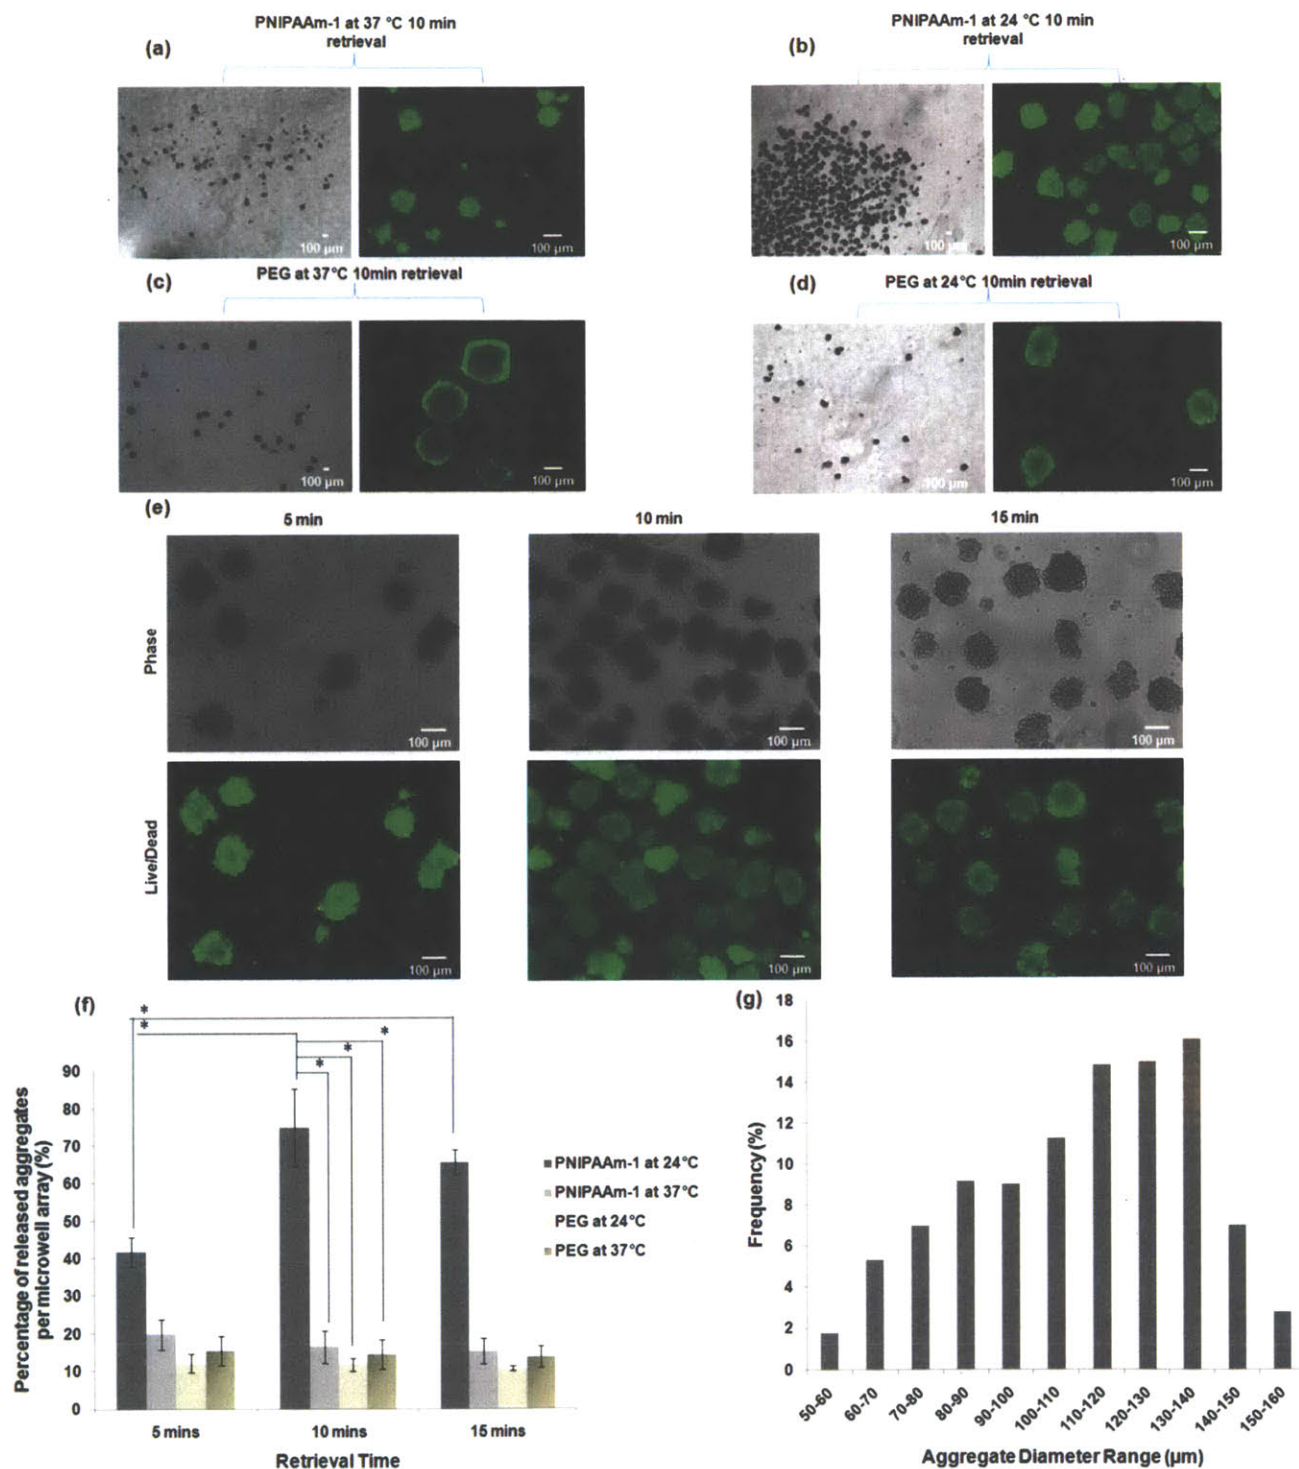 PNIPAAm-1 at 37 °C 10 min
retrieval
(a)
100 µm
100 µm
PNIPAAm-1 at 24 °C 10 min
retrieval
(b)
100 µm
100 µm
PEG at 37°C 10min retrieval
(c)
100 µm
100 µm
PEG at 24°C 10min retrieval
(d)
100 µm
100 µm
(e)
5 min
10 min
15 min
Phase
100 µm
100 µm
100 µm
Live/Dead
100 µm
100 µm
100 µm
(f)
*
*
*
*
*
Percentage of released aggregates
per microwell array (%)
90
80
70
60
50
40
30
20
10
0
5 mins
10 mins
15 mins
Retrieval Time
PNIPAAm-1 at 24°C
PNIPAAm-1 at 37°C
PEG at 24°C
PEG at 37°C
(g)
Frequency (%)
18
16
14
12
10
8
6
4
2
0
50-60
60-70
70-80
80-90
90-100
100-110
110-120
120-130
130-140
140-150
150-160
Aggregate Diameter Range (µm)